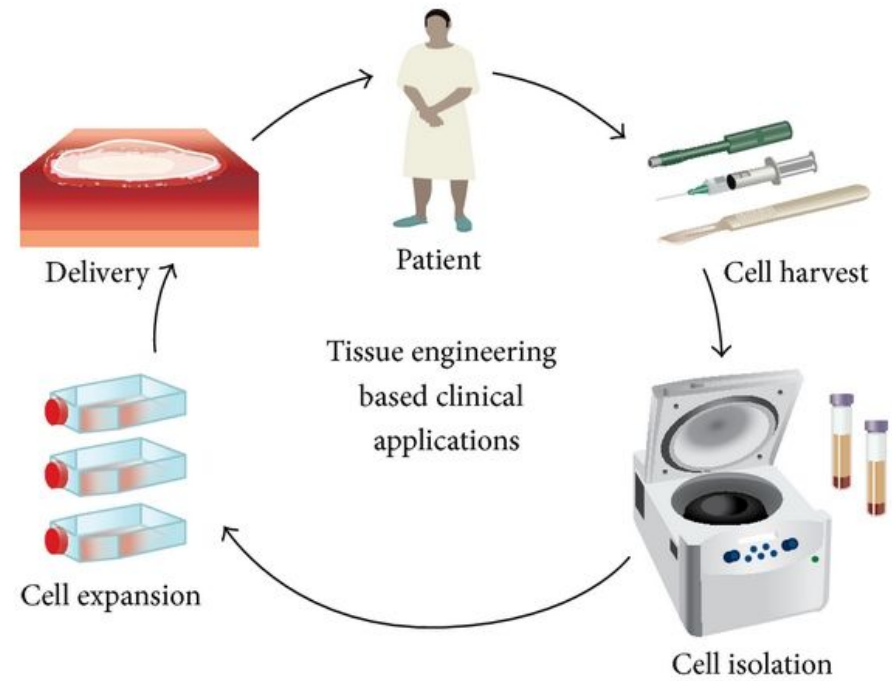 Patient
Delivery
Cell harvest
Tissue engineering
based clinical
applications
Cell expansion
Cell isolation